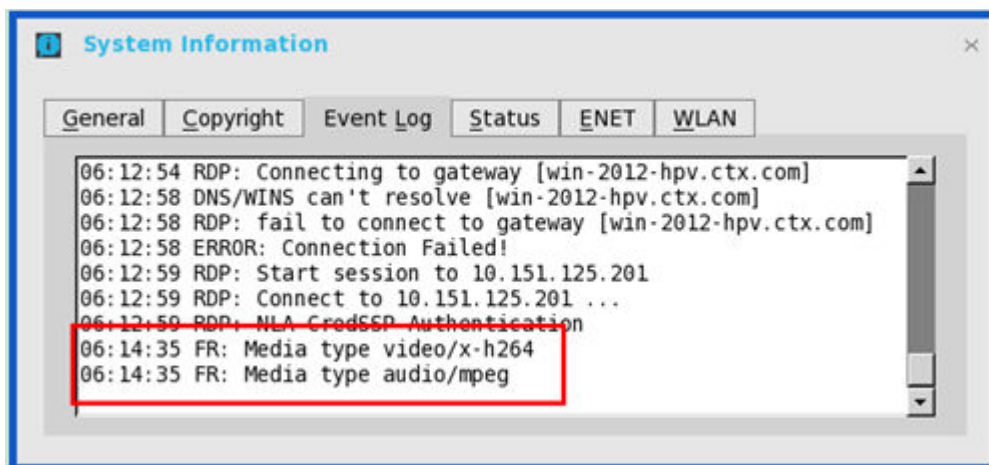 System Information
General Copyright Event Log Status ENET WLAN
06:12:54 RDP: Connecting to gateway [win-2012-hpv.ctx.com]
06:12:58 DNS/WINS can't resolve [win-2012-hpv.ctx.com]
06:12:58 RDP: fail to connect to gateway [win-2012-hpv.ctx.com]
06:12:58 ERROR: Connection Failed!
06:12:59 RDP: Start session to 10.151.125.201
06:12:59 RDP: Connect to 10.151.125.201 ...
06:12:59 RDP: NLA CredSSP Authentication
06:14:35 FR: Media type video/x-h264
06:14:35 FR: Media type audio/mpeg